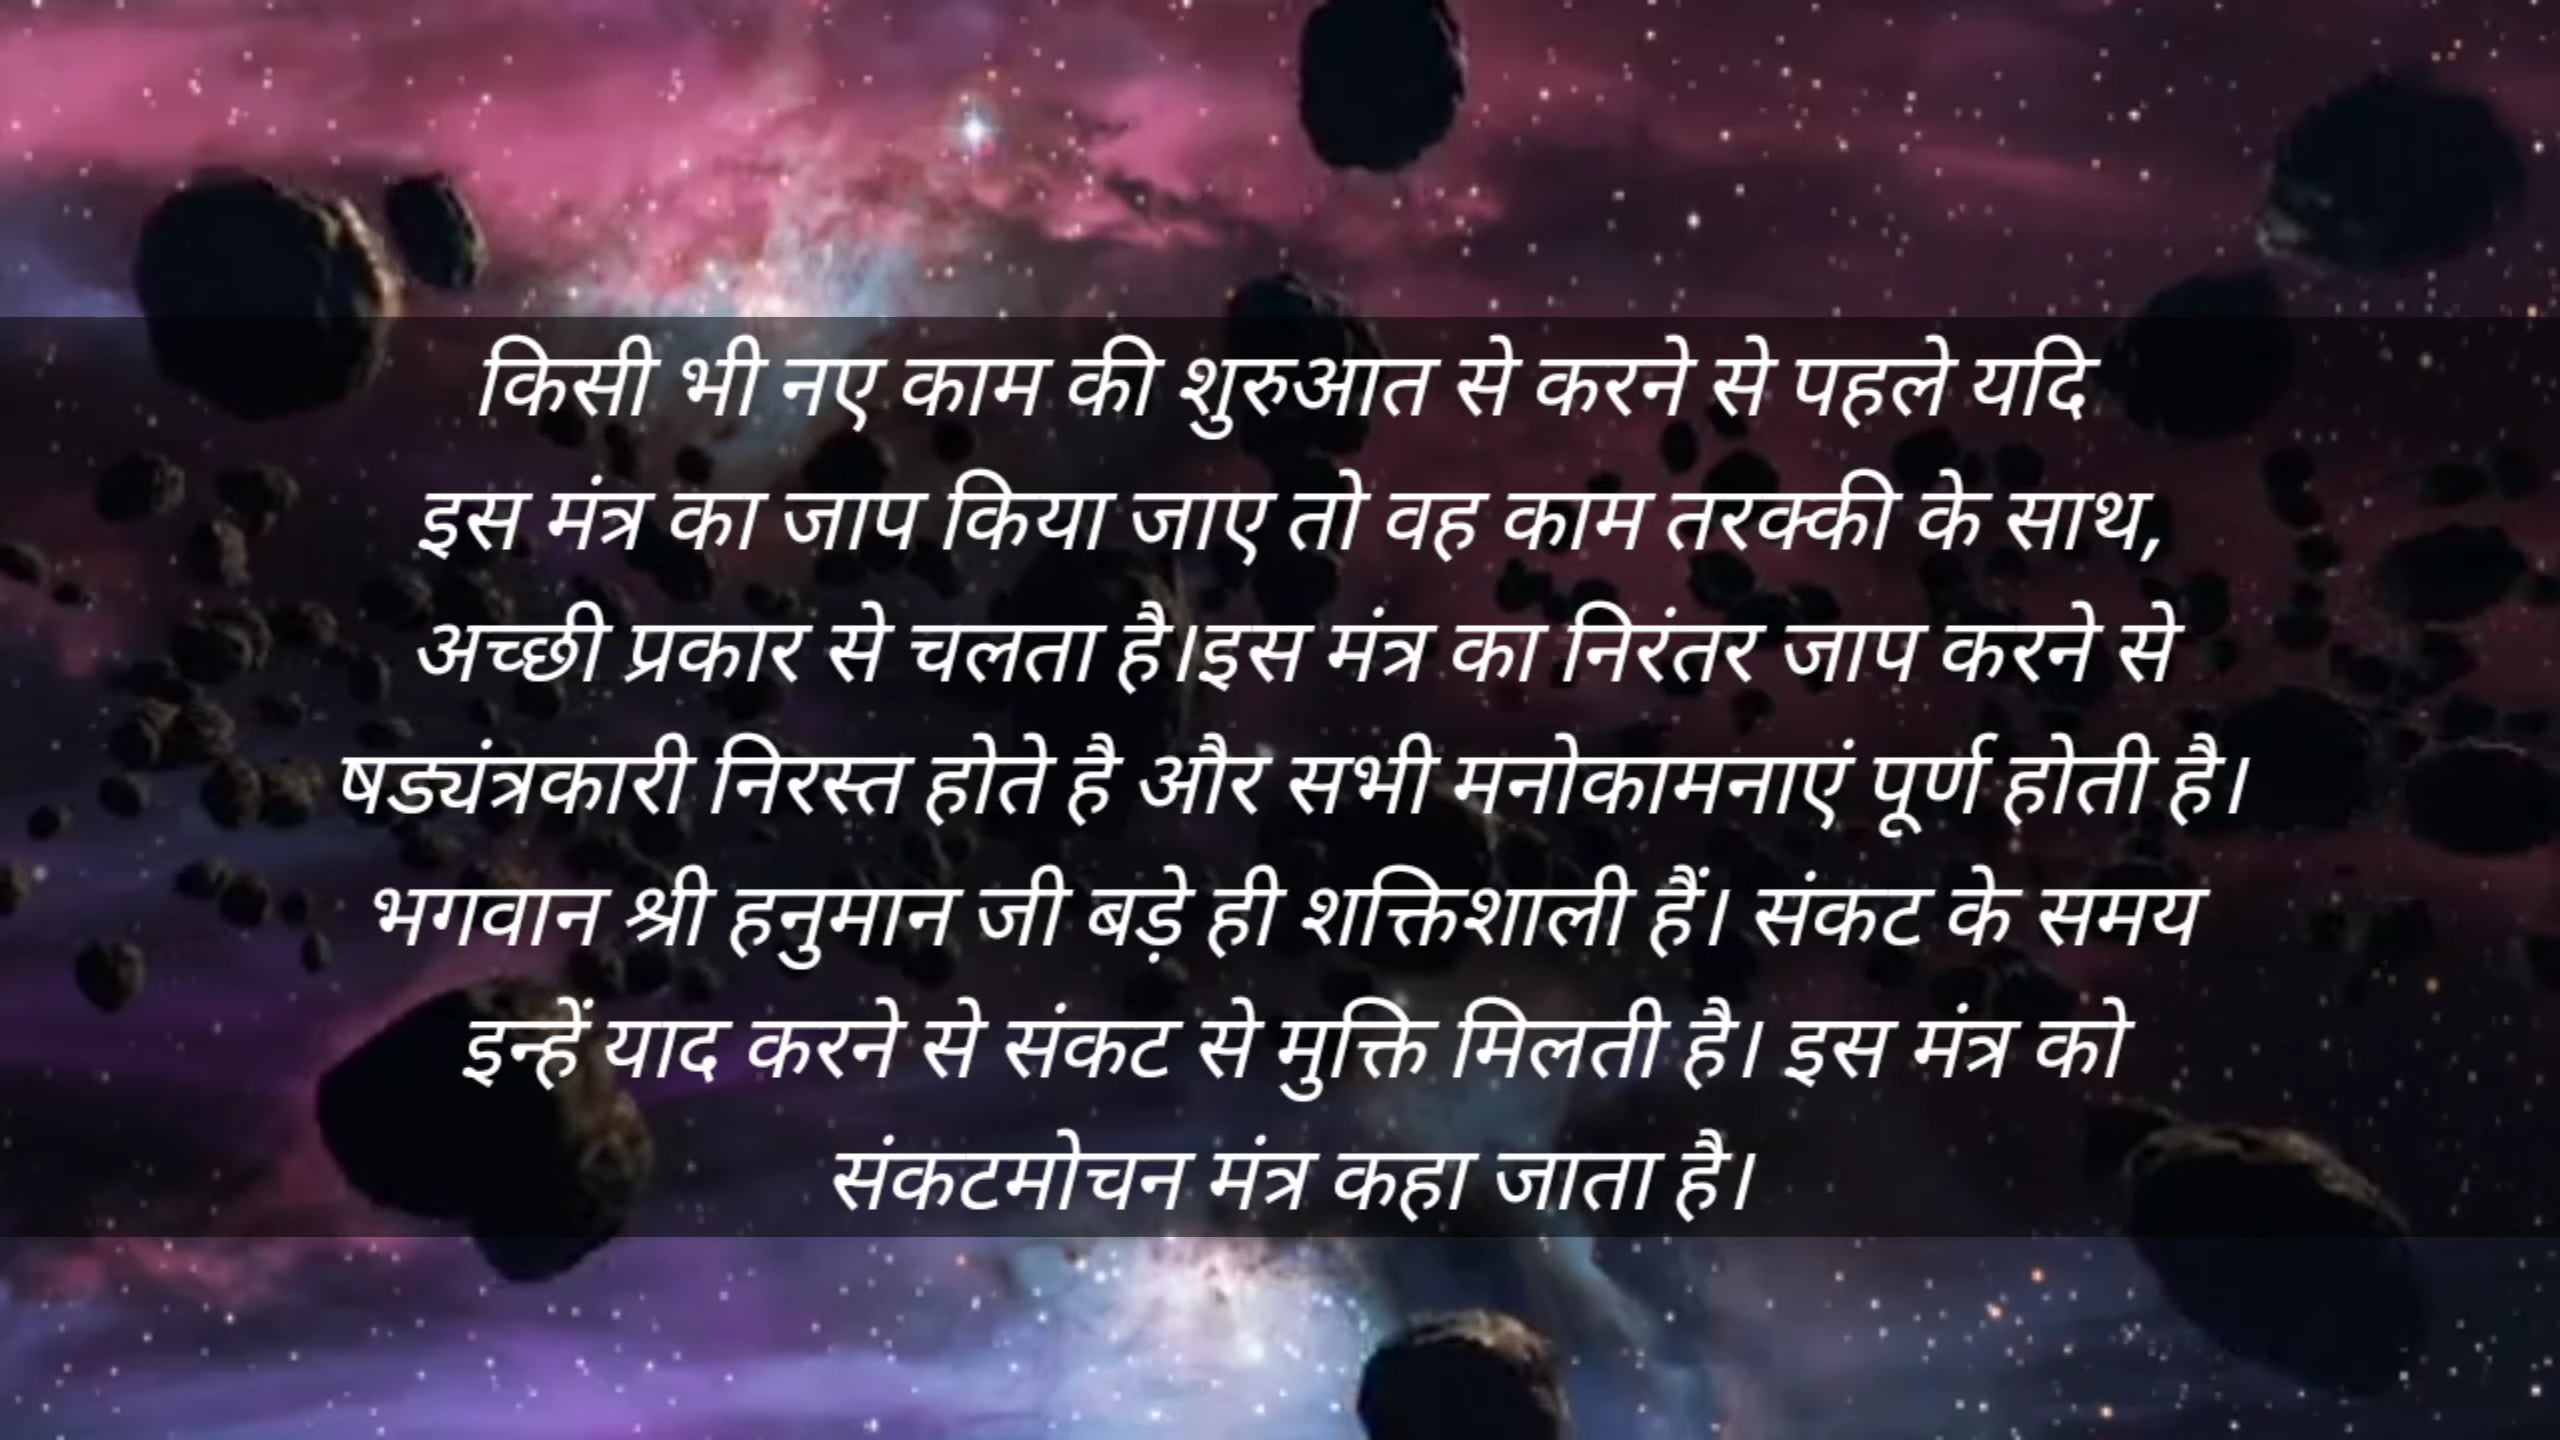 किसी भी नए काम की शुरुआत से करने से पहले यदि
इस मंत्र का जाप किया जाए तो वह काम तरक्की के साथ,
अच्छी प्रकार से चलता है।इस मंत्र का निरंतर जाप करने से
षड्यंत्रकारी निरस्त होते है और सभी मनोकामनाएं पूर्ण होती है।
भगवान श्री हनुमान जी बड़े ही शक्तिशाली हैं। संकट के समय
इन्हें याद करने से संकट से मुक्ति मिलती है। इस मंत्र को
संकटमोचन मंत्र कहा जाता है।